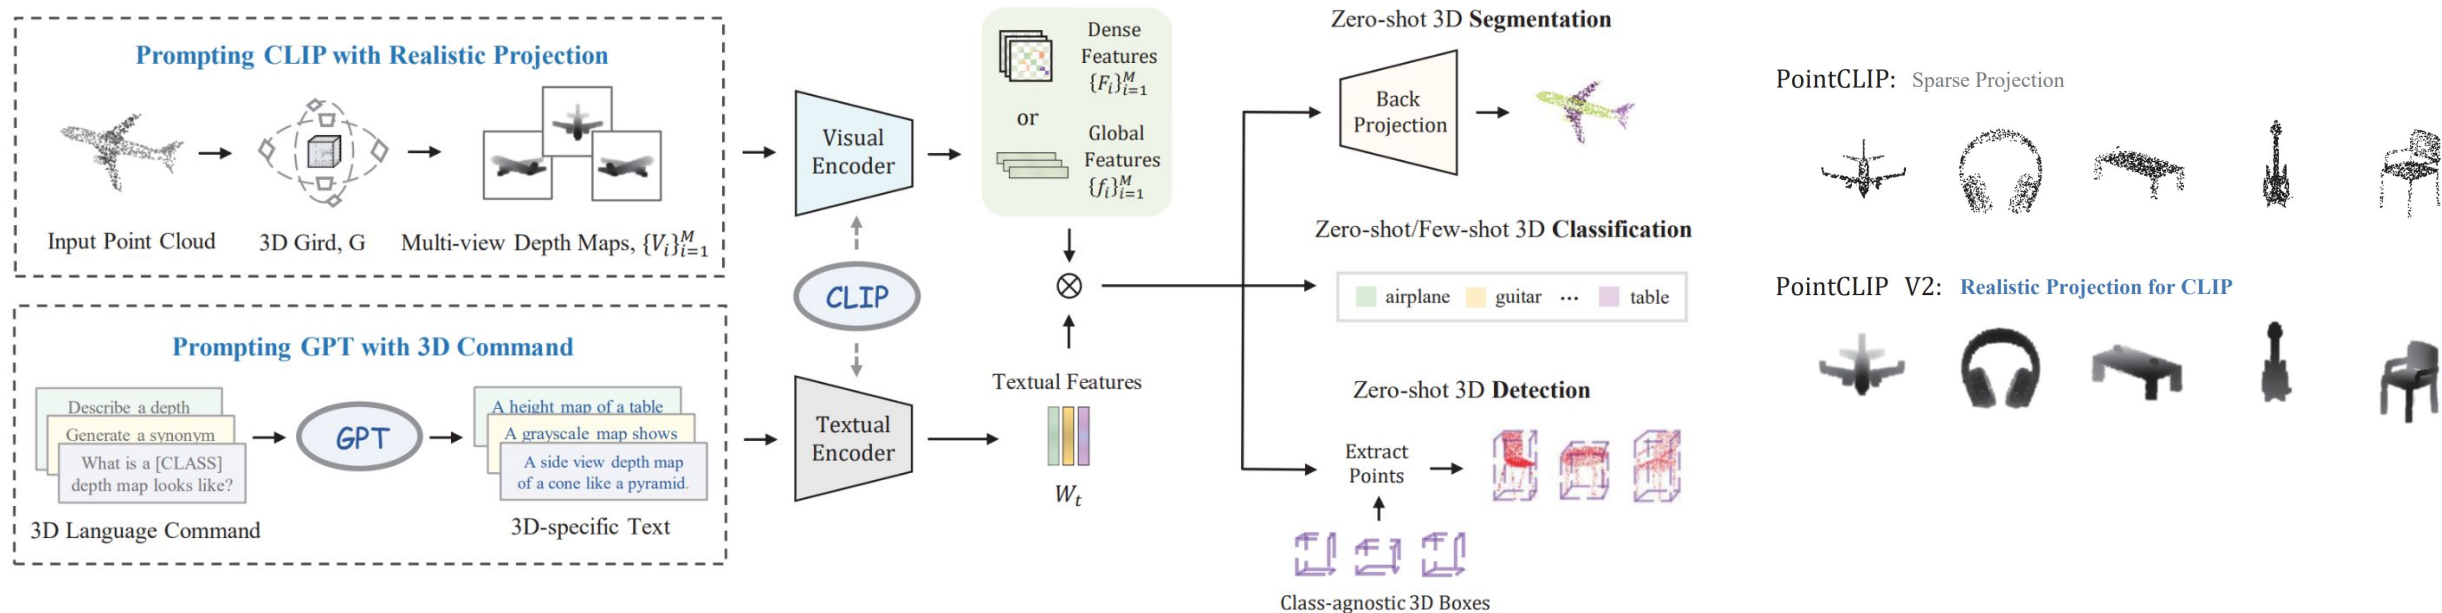 Prompting CLIP with Realistic Projection
Input Point Cloud
3D Gird, G
Multi-view Depth Maps, {V_i}_{i=1}^M
Prompting GPT with 3D Command
Describe a depth
Generate a synonym
What is a [CLASS]
depth map looks like?
3D Language Command
GPT
A height map of a table
A grayscale map shows
A side view depth map
of a cone like a pyramid.
3D-specific Text
Visual
Encoder
CLIP
Textual
Encoder
Dense
Features
{F_i}_{i=1}^M
or
Global
Features
{f_i}_{i=1}^M
⊗
Textual Features
W_t
Zero-shot 3D Segmentation
Back
Projection
Zero-shot/Few-shot 3D Classification
airplane
guitar
...
table
Zero-shot 3D Detection
Extract
Points
Class-agnostic 3D Boxes
PointCLIP: Sparse Projection
PointCLIP V2: Realistic Projection for CLIP